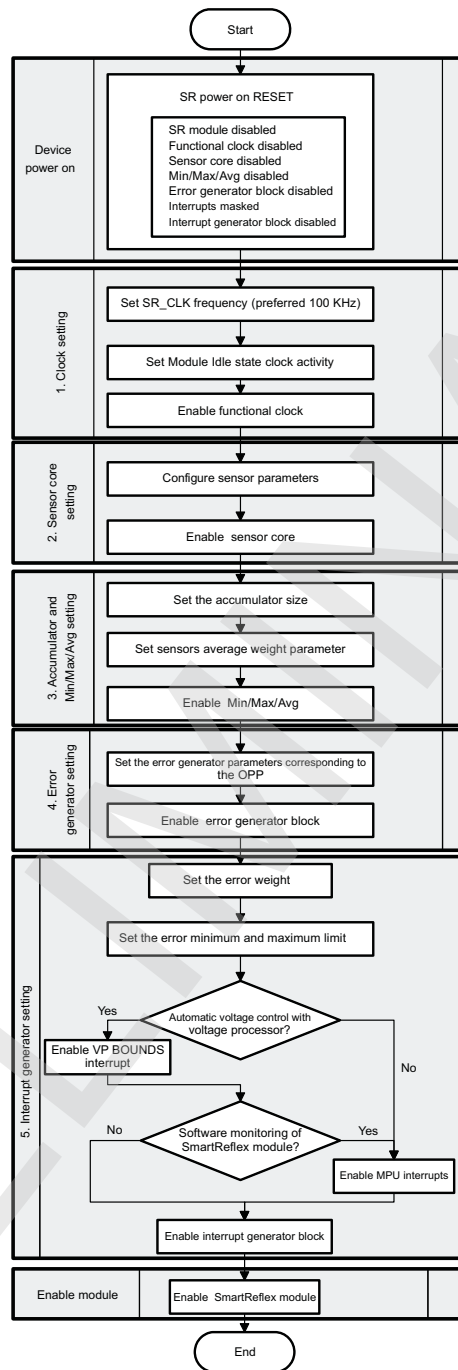 Start
Device
power on
SR power on RESET
SR module disabled
Functional clock disabled
Sensor core disabled
Min/Max/Avg disabled
Error generator block disabled
Interrupts masked
Interrupt generator block disabled
1. Clock setting
Set SR_CLK frequency (preferred 100 KHz)
Set Module Idle state clock activity
Enable functional clock
2. Sensor core
setting
Configure sensor parameters
Enable sensor core
3. Accumulator and
Min/Max/Avg setting
Set the accumulator size
Set sensors average weight parameter
Enable Min/Max/Avg
4. Error
generator setting
Set the error generator parameters corresponding to
the OPP
Enable error generator block
5. Interrupt generator setting
Set the error weight
Set the error minimum and maximum limit
Automatic voltage control with
voltage processor?
Yes
No
Enable VP BOUNDS
interrupt
Software monitoring of
SmartReflex module?
No
Yes
Enable MPU interrupts
Enable interrupt generator block
Enable module
Enable SmartReflex module
End